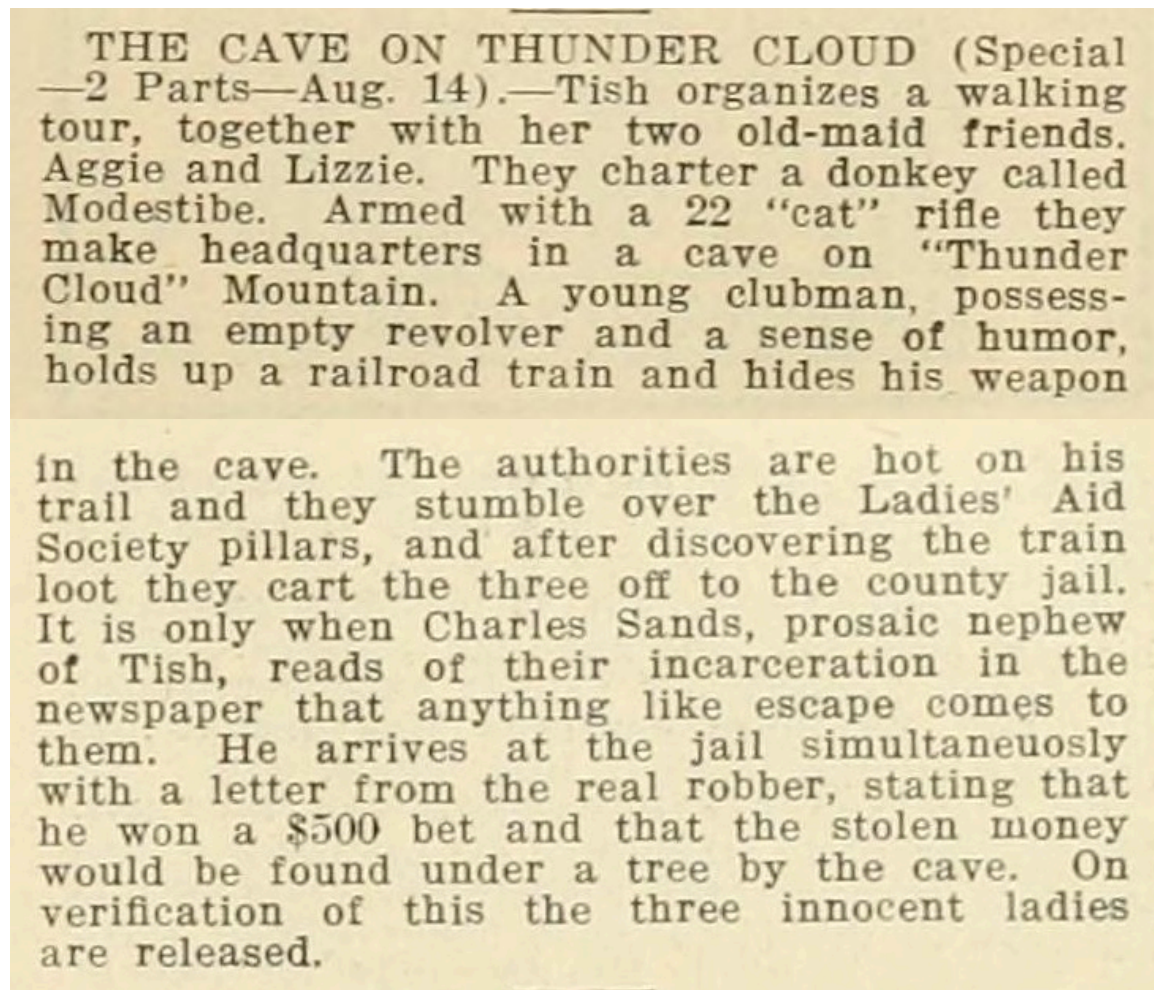 THE CAVE ON THUNDER CLOUD (Special
—2 Parts—Aug. 14).—Tish organizes a walking
tour, together with her two old-maid friends.
Aggie and Lizzie. They charter a donkey called
Modestibe. Armed with a 22 "cat" rifle they
make headquarters in a cave on "Thunder
Cloud" Mountain. A young clubman, possess-
ing an empty revolver and a sense of humor,
holds up a railroad train and hides his weapon
in the cave. The authorities are hot on his
trail and they stumble over the Ladies' Aid
Society pillars, and after discovering the train
loot they cart the three off to the county jail.
It is only when Charles Sands, prosaic nephew
of Tish, reads of their incarceration in the
newspaper that anything like escape comes to
them. He arrives at the jail simultaneuosly
with a letter from the real robber, stating that
he won a $500 bet and that the stolen money
would be found under a tree by the cave. On
verification of this the three innocent ladies
are released.